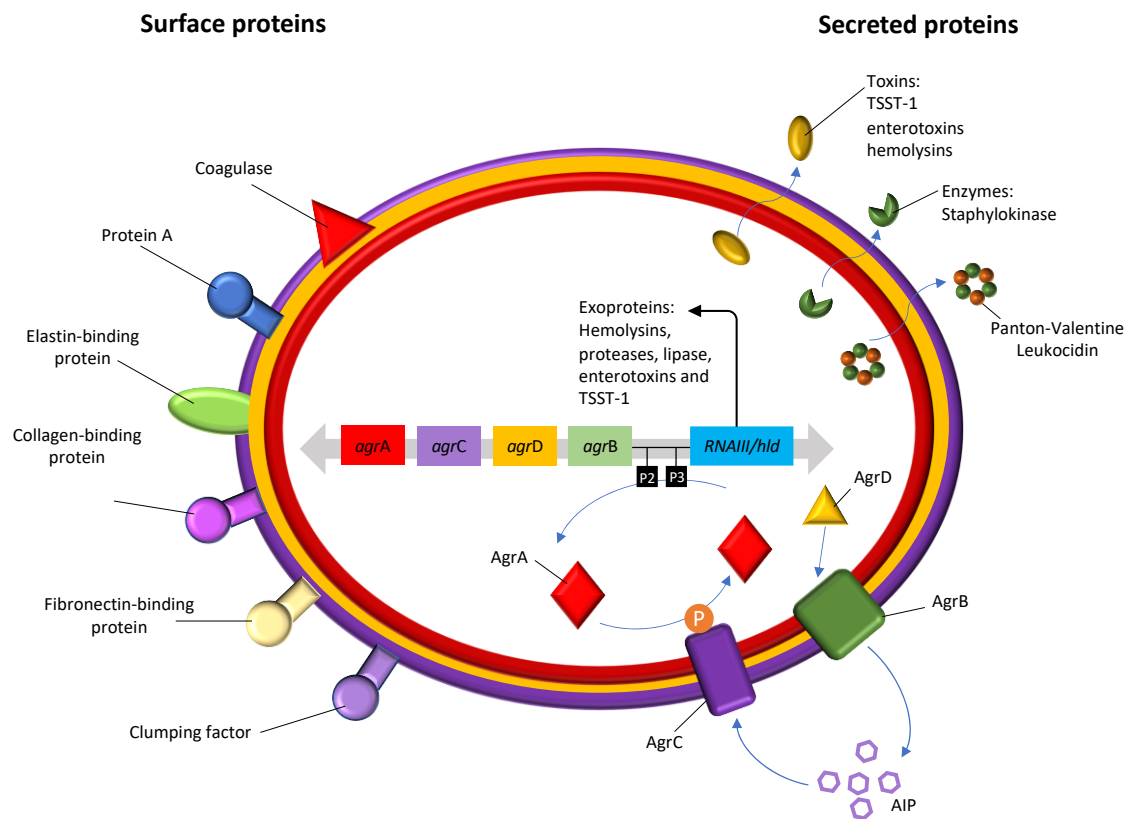 Surface proteins
Secreted proteins
Toxins:
TSST-1
enterotoxins
hemolysins
Coagulase
Enzymes:
Staphylokinase
Protein A
Elastin-binding
protein
Exoproteins:
Hemolysins,
proteases, lipase,
enterotoxins and
TSST-1
Panton-Valentine
Leukocidin
Collagen-binding
protein
agrA
agrC
agrD
agrB
RNAIII/hld
P2
P3
AgrD
AgrA
Fibronectin-binding
protein
P
AgrB
Clumping factor
AgrC
AIP